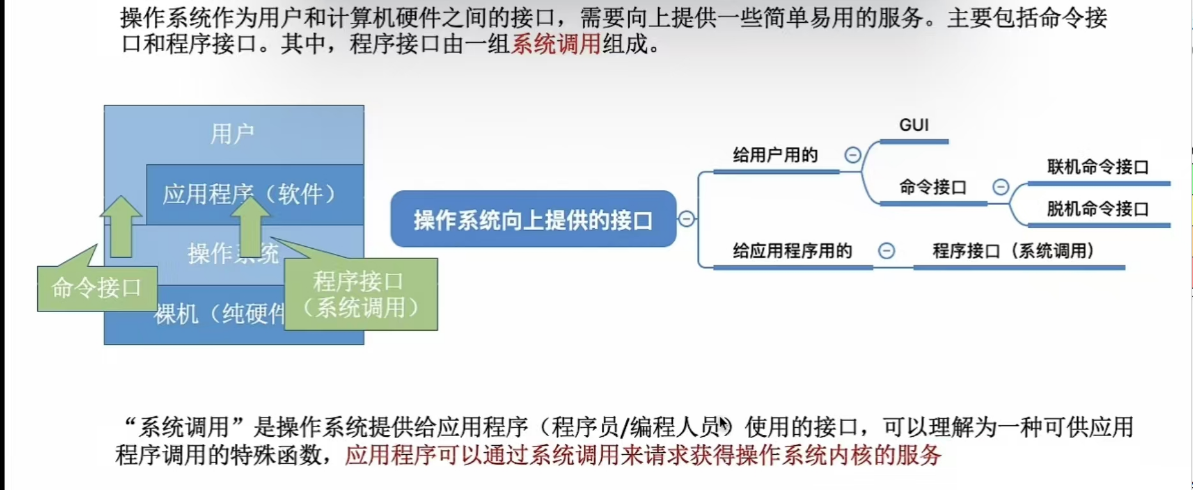 操作系统作为用户和计算机硬件之间的接口，需要向上提供一些简单易用的服务。主要包括命令接
口和程序接口。其中，程序接口由一组系统调用组成。
用户
应用程序（软件）
操作系统
裸机（纯硬件
命令接口
程序接口
（系统调用）
操作系统向上提供的接口
给用户用的
GUI
命令接口
联机命令接口
脱机命令接口
给应用程序用的
程序接口（系统调用）
“系统调用”是操作系统提供给应用程序（程序员/编程人员）使用的接口，可以理解为一种可供应用
程序调用的特殊函数，应用程序可以通过系统调用来请求获得操作系统内核的服务